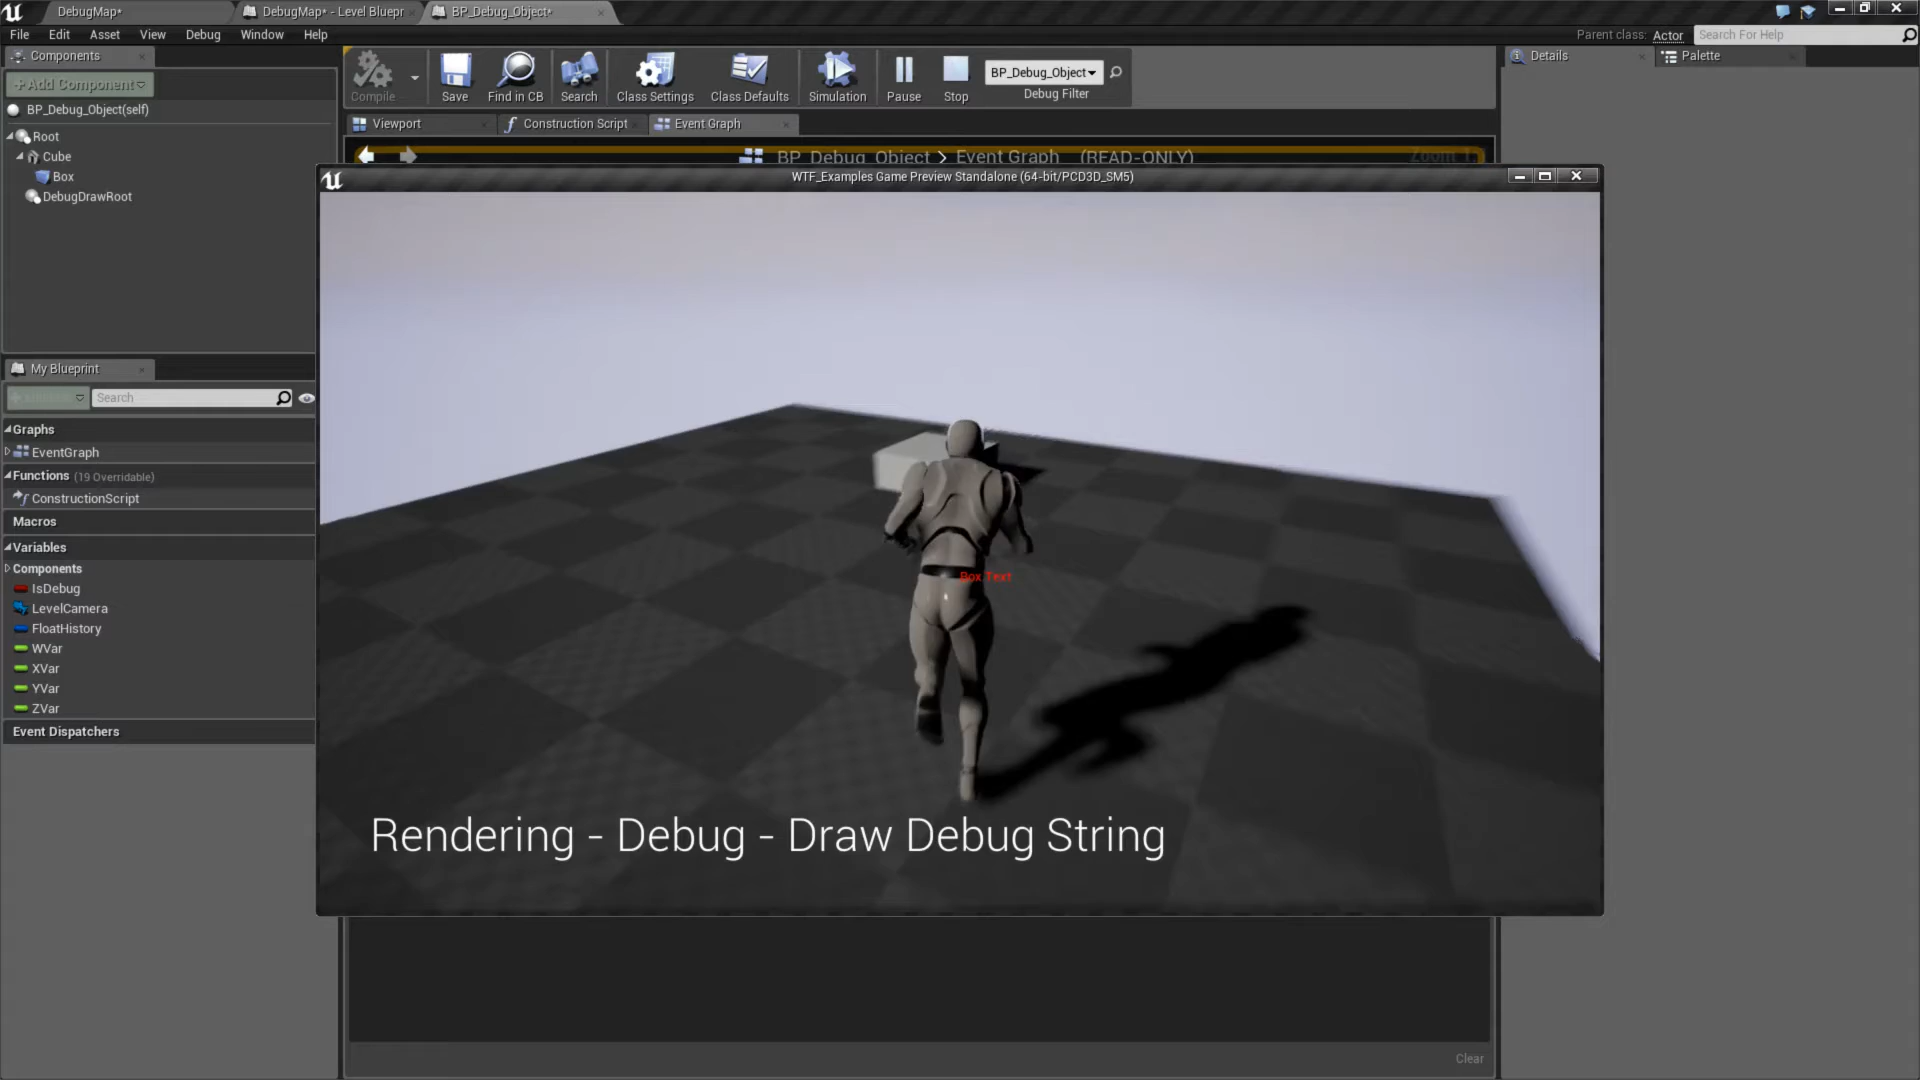 DebugMap*
DebugMap* - Level Bluepr
BP_Debug_Object*
File Edit Asset View Debug Window Help
Parent class: Actor
Search For Help
Components
+Add Component
BP_Debug_Object(self)
Root
Cube
Box
DebugDrawRoot
Compile
Save
Find in CB
Search
Class Settings
Class Defaults
Simulation
Pause
Stop
BP_Debug_Object
Debug Filter
Details
Palette
Viewport
Construction Script
Event Graph
BP_Debug_Object > Event Graph (READ-ONLY)
WTF_Examples Game Preview Standalone (64-bit/PCD3D_SM5)
Box Text
Rendering - Debug - Draw Debug String
My Blueprint
Search
Graphs
EventGraph
Functions (19 Overridable)
ConstructionScript
Macros
Variables
Components
IsDebug
LevelCamera
FloatHistory
WVar
XVar
YVar
ZVar
Event Dispatchers
Clear